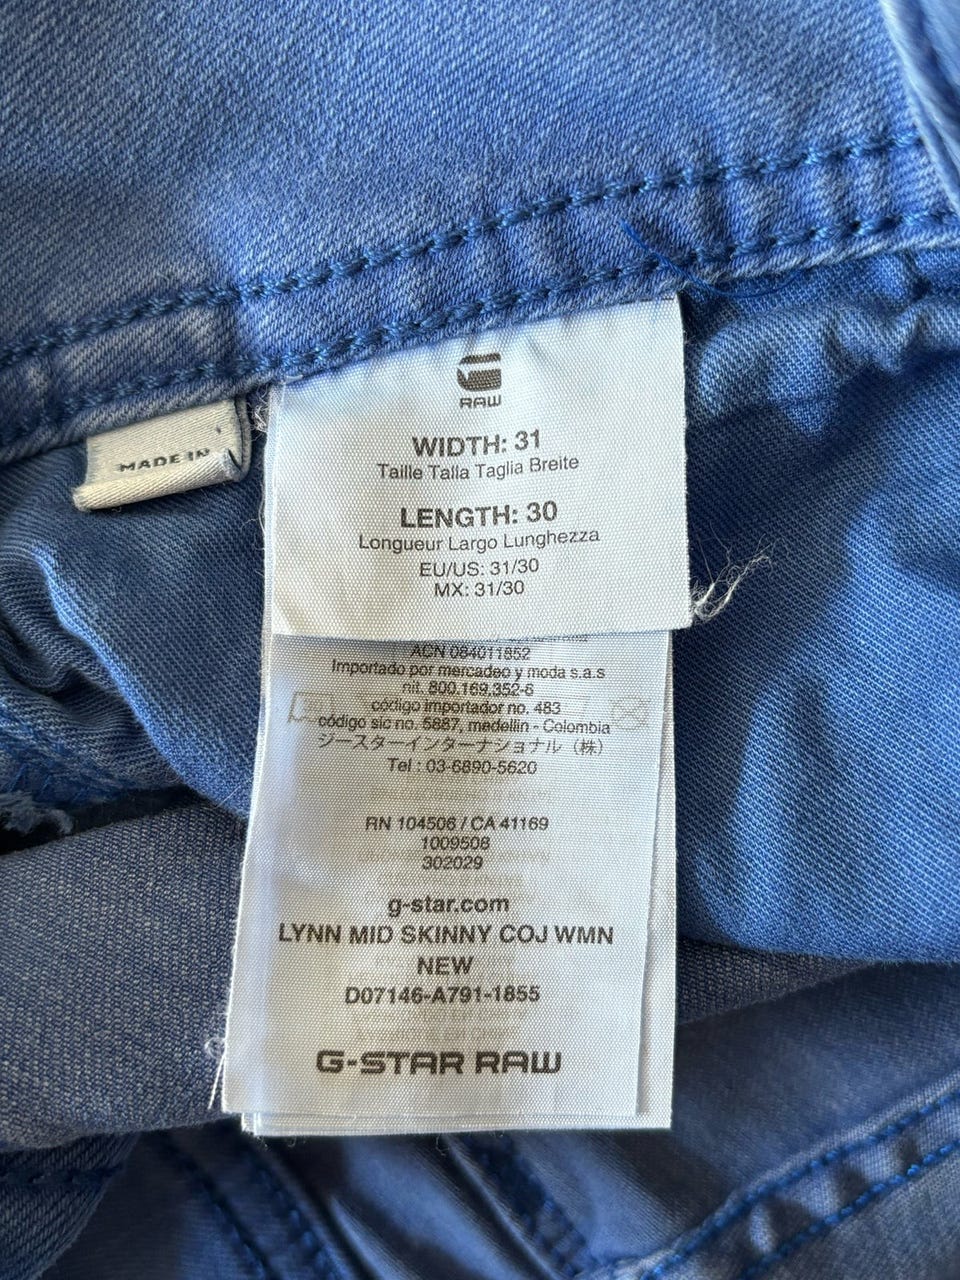 MADE IN
RAW
WIDTH: 31
Taille Talla Taglia Breite
LENGTH: 30
Longueur Largo Lunghezza
EU/US: 31/30
MX: 31/30
ACN 084011852
Importado por mercadeo y moda s.a.s
nit. 800.169.352-6
código importador no. 483
código sic no. 5887, medellin - Colombia
ジースターインターナショナル（株）
Tel : 03-6890-5620
RN 104506 / CA 41169
1009508
302029
g-star.com
LYNN MID SKINNY COJ WMN
NEW
D07146-A791-1855
G-STAR RAW